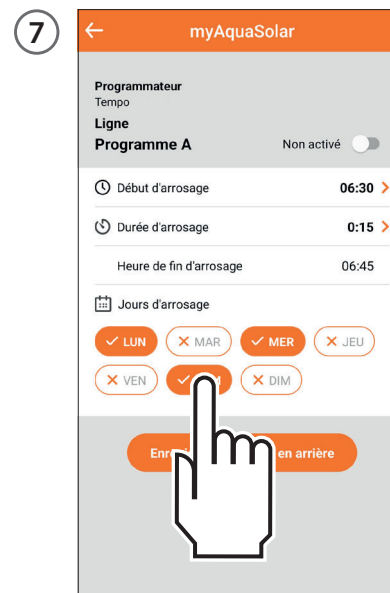 7
myAquaSolar
Programmateur
Tempo
Ligne
Programme A Non activé
Début d'arrosage 06:30
Durée d'arrosage 0:15
Heure de fin d'arrosage 06:45
Jours d'arrosage
LUN MAR MER JEU
VEN DIM
en arrière